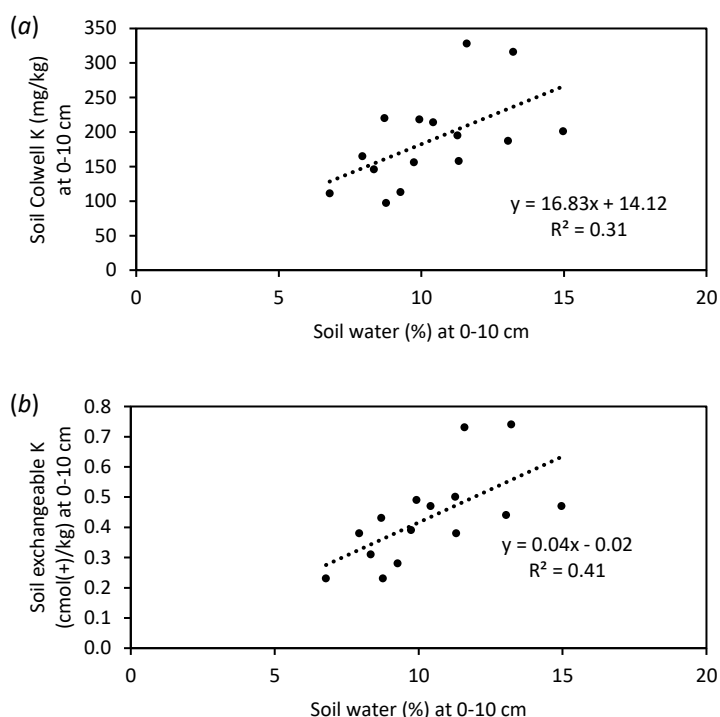 (a)
350
300
250
200
150
100
50
0
Soil Colwell K (mg/kg)
at 0-10 cm
y = 16.83x + 14.12
R² = 0.31
0 5 10 15 20
Soil water (%) at 0-10 cm
(b)
0.8
0.7
0.6
0.5
0.4
0.3
0.2
0.1
0.0
Soil exchangeable K
(cmol(+)/kg) at 0-10 cm
y = 0.04x - 0.02
R² = 0.41
0 5 10 15 20
Soil water (%) at 0-10 cm